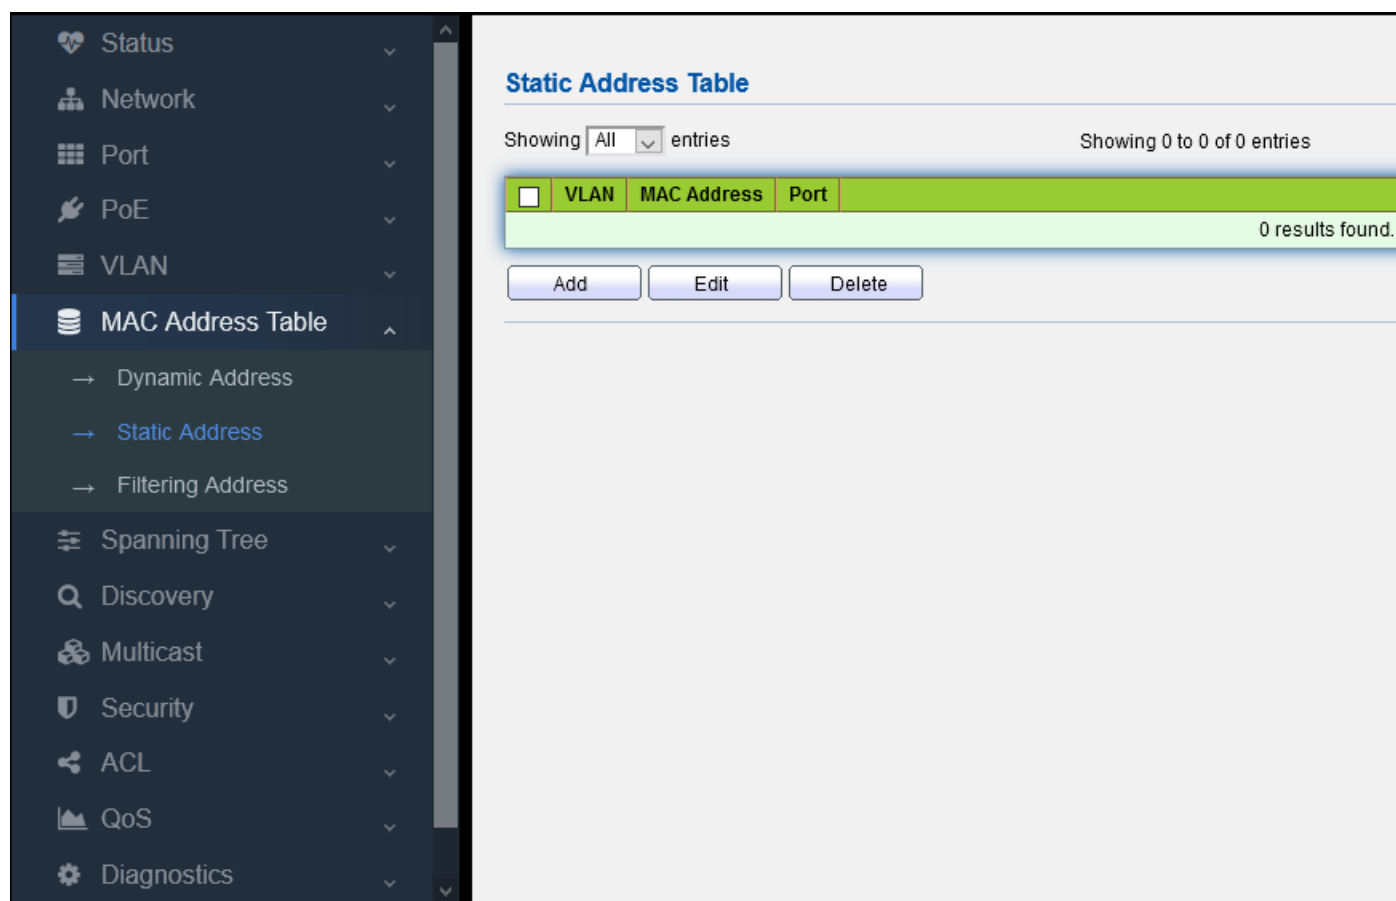 Status
Network
Port
PoE
VLAN
MAC Address Table
→ Dynamic Address
→ Static Address
→ Filtering Address
Spanning Tree
Discovery
Multicast
Security
ACL
QoS
Diagnostics
Static Address Table
Showing All entries Showing 0 to 0 of 0 entries
VLAN MAC Address Port
0 results found.
Add Edit Delete